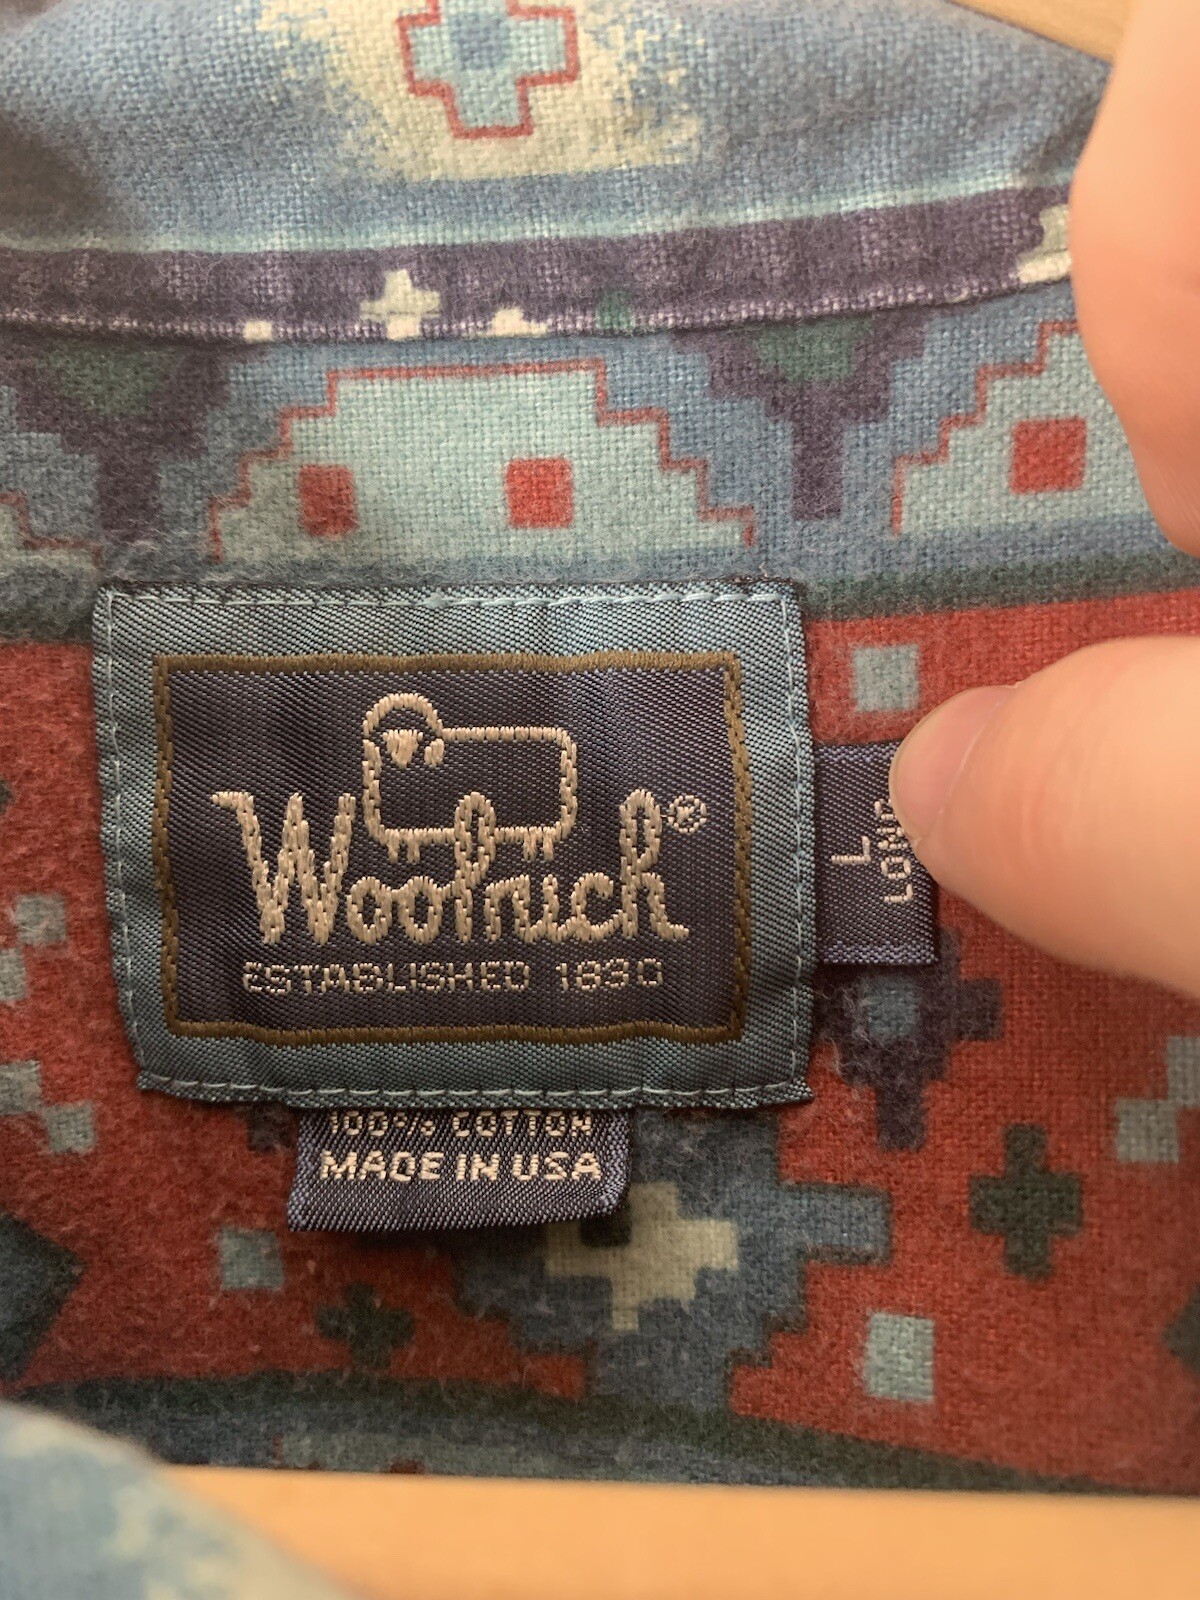 Woolrich®
ESTABLISHED 1830
L
LONG
100% COTTON
MADE IN USA